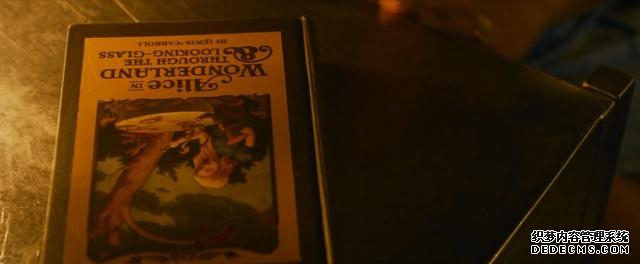 Alice IN
WONDERLAND
& THROUGH THE
LOOKING-GLASS
BY LEWIS CARROLL
织梦内容管理系统
DEDECMS.COM